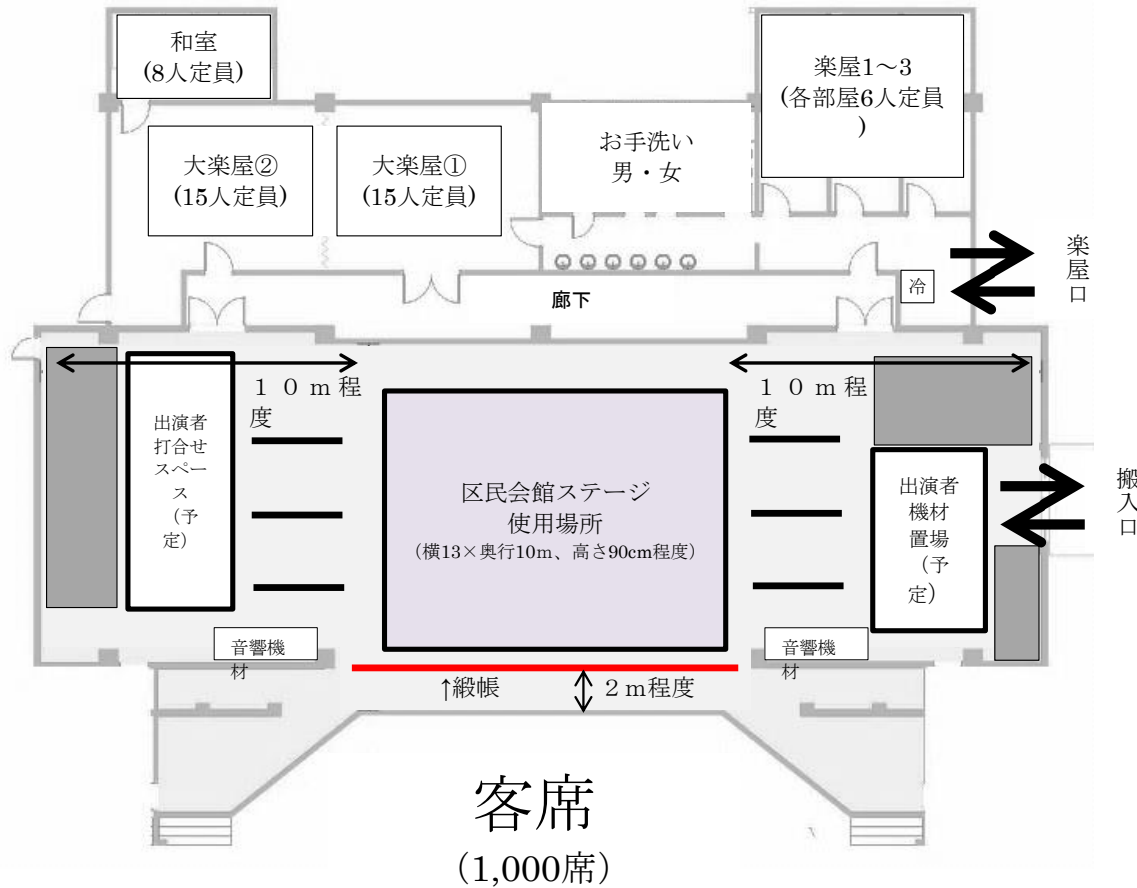 和室
(8人定員)
楽屋1～3
(各部屋6人定員
)
大楽屋②
(15人定員)
大楽屋①
(15人定員)
お手洗い
男・女
楽屋口
冷
廊下
１０ｍ程
度
１０ｍ程
度
出演者
打合せ
スペー
ス
（予
定）
区民会館ステージ
使用場所
（横13×奥行10m、高さ90cm程度）
出演者
機材
置場
（予
定）
搬入口
音響機
材
音響機
材
↑緞帳
２ｍ程度
客席
（1,000席）